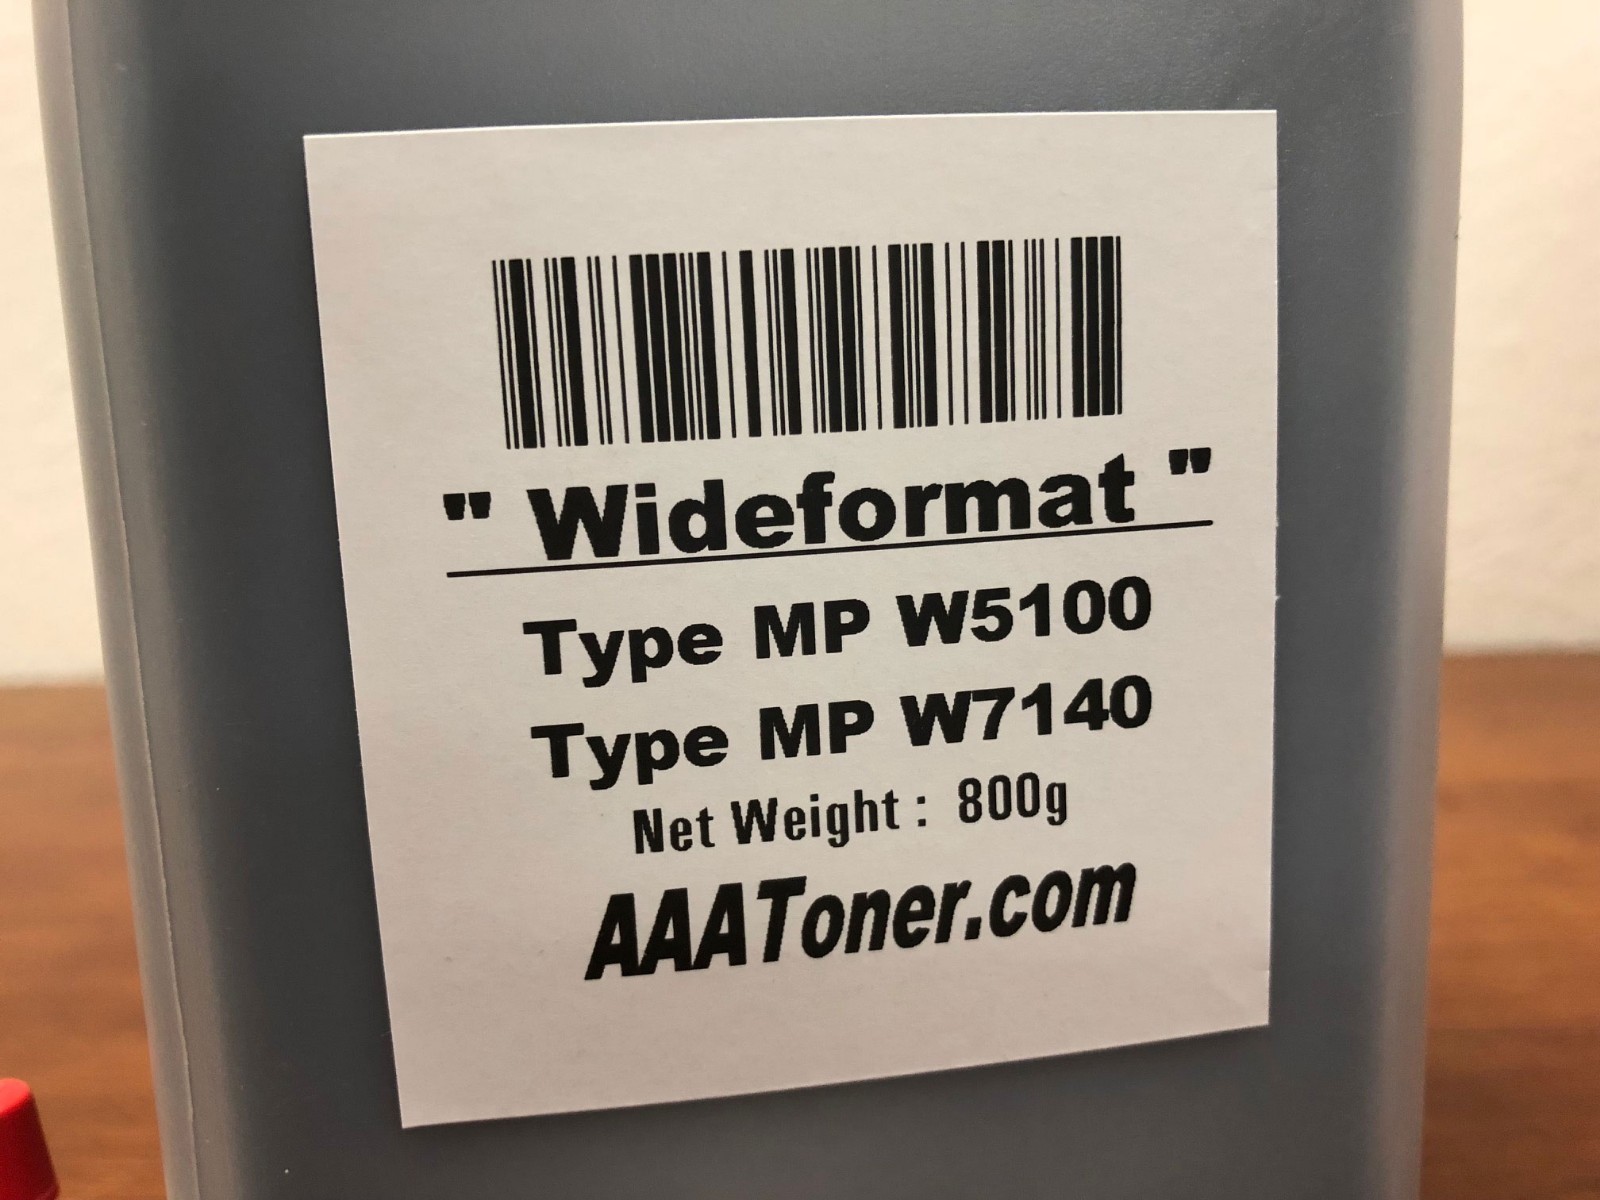 " Wideformat "
Type MP W5100
Type MP W7140
Net Weight : 800g
AAAToner.com